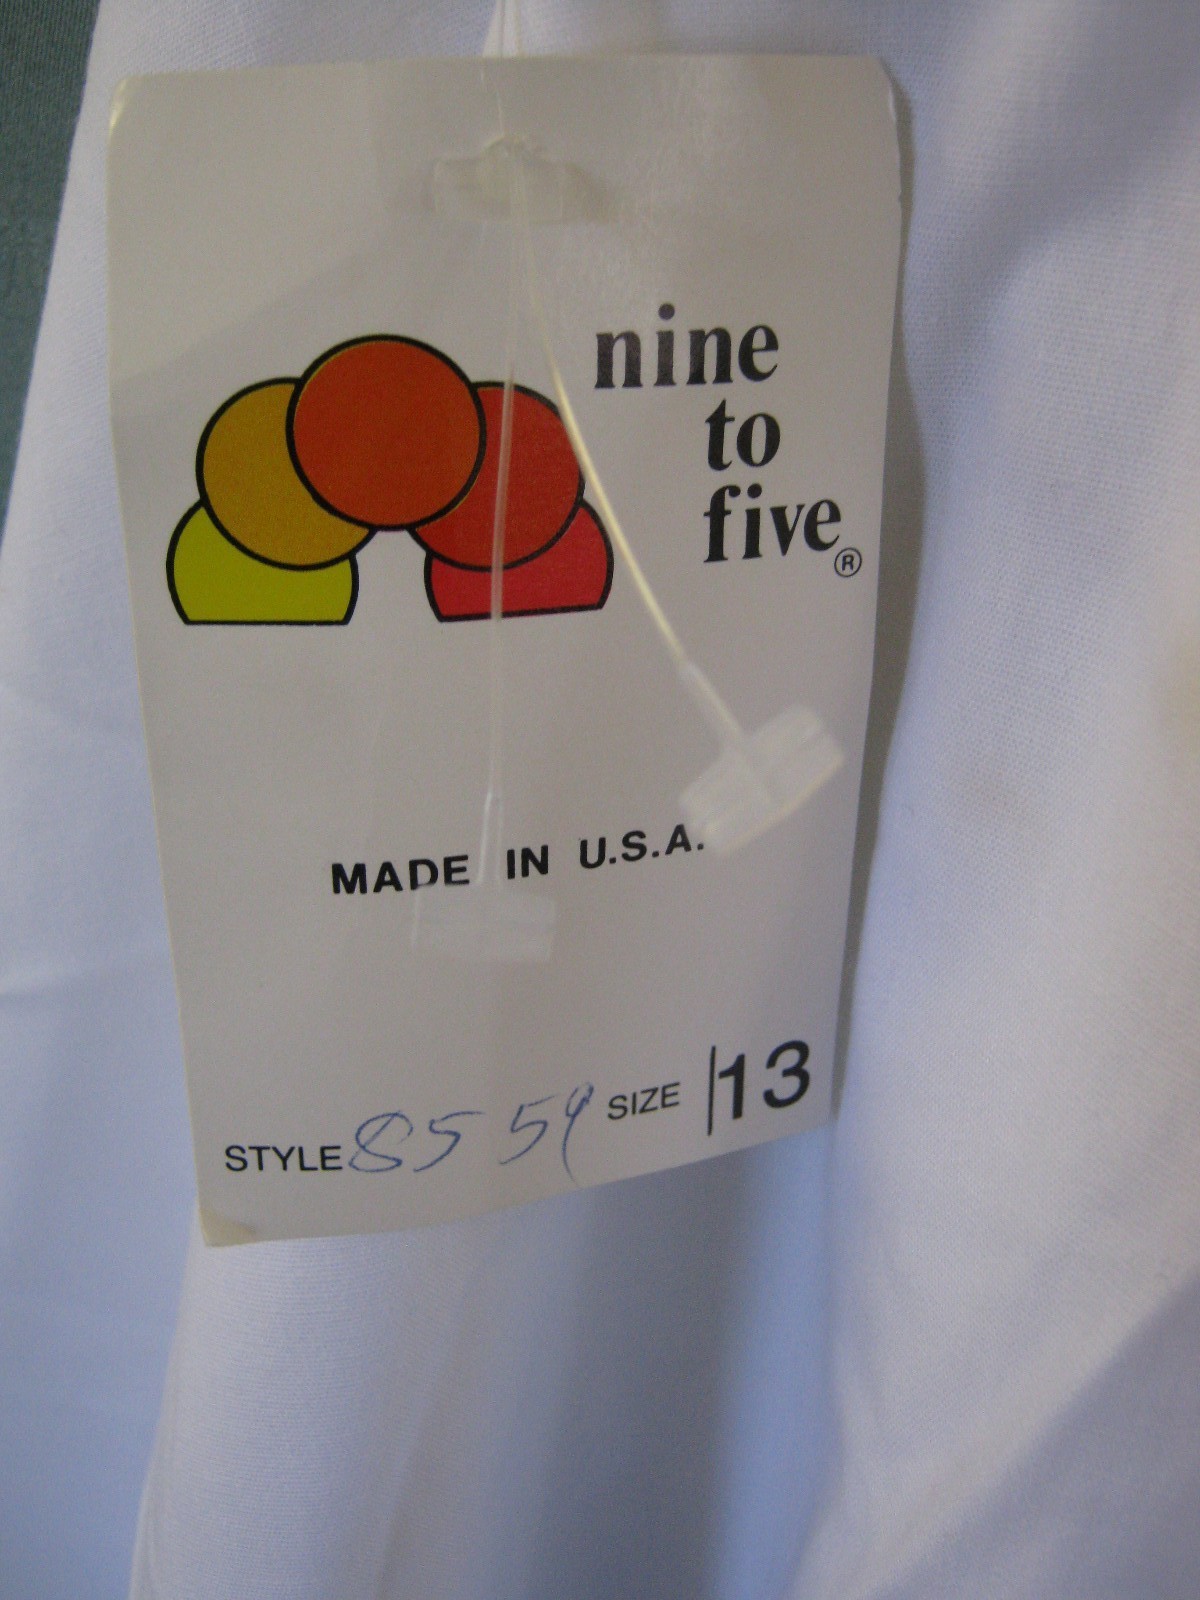 nine
to
five®
MADE IN U.S.A.
STYLE 8559 SIZE 13